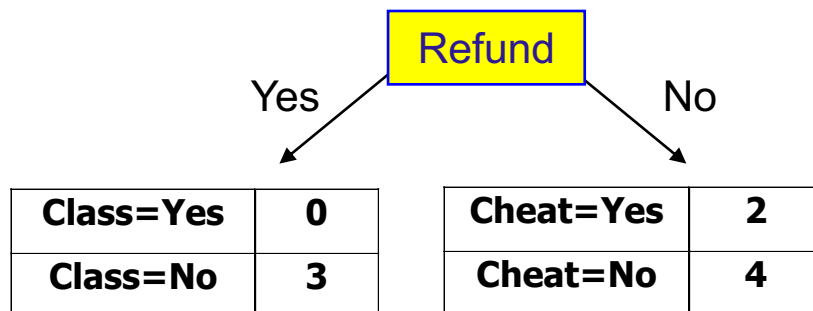 Refund
Yes No
Class=Yes 0
Class=No 3
Cheat=Yes 2
Cheat=No 4